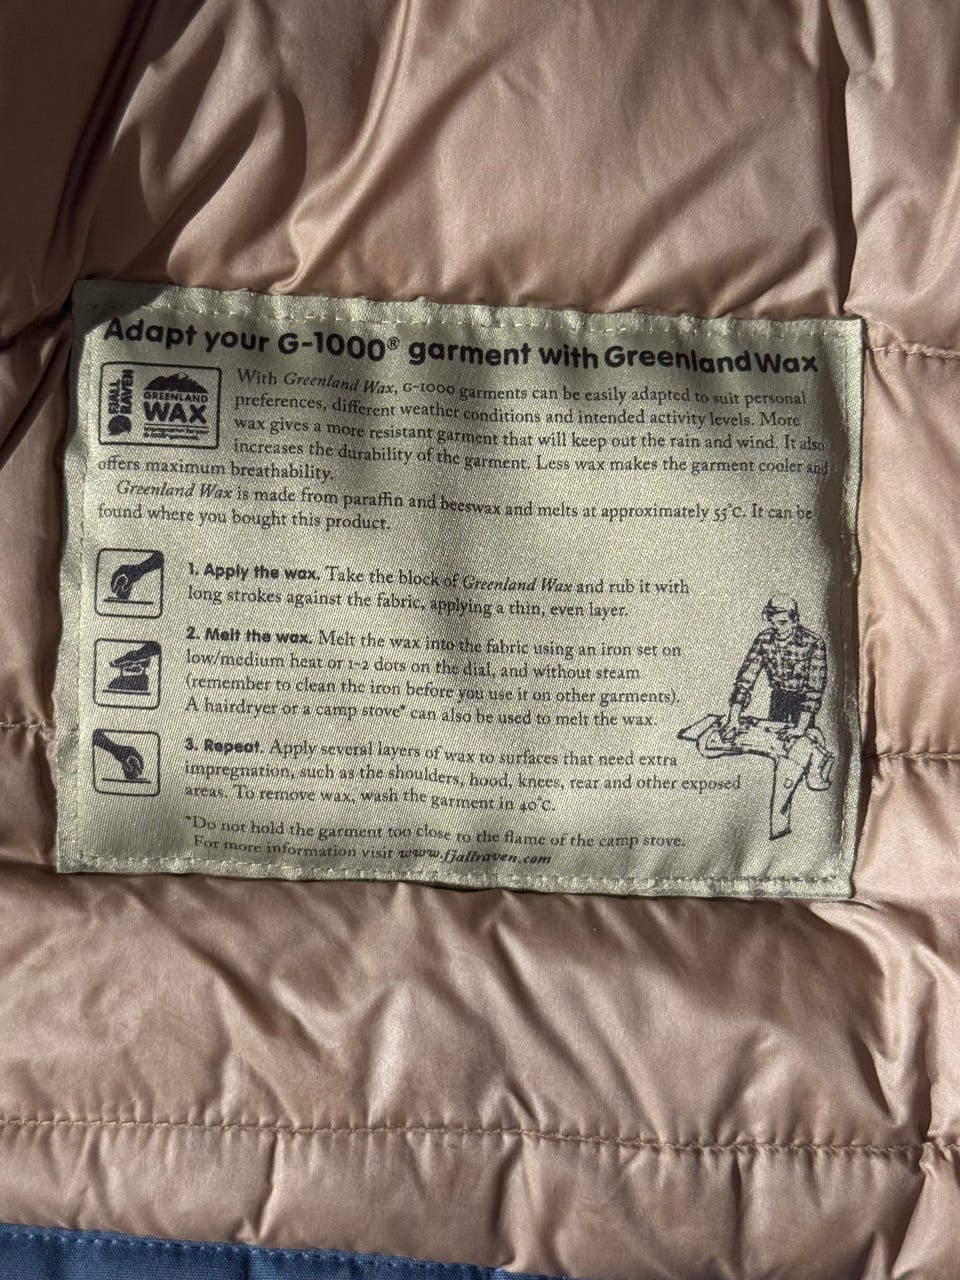 Adapt your G-1000® garment with Greenland Wax
FJÄLL
RÄVEN
GREENLAND
WAX
With Greenland Wax, G-1000 garments can be easily adapted to suit personal
preferences, different weather conditions and intended activity levels. More
wax gives a more resistant garment that will keep out the rain and wind. It also
increases the durability of the garment. Less wax makes the garment cooler and
offers maximum breathability.
Greenland Wax is made from paraffin and beeswax and melts at approximately 55°C. It can be
found where you bought this product.
1. Apply the wax. Take the block of Greenland Wax and rub it with
long strokes against the fabric, applying a thin, even layer.
2. Melt the wax. Melt the wax into the fabric using an iron set on
low/medium heat or 1-2 dots on the dial, and without steam
(remember to clean the iron before you use it on other garments).
A hairdryer or a camp stove* can also be used to melt the wax.
3. Repeat. Apply several layers of wax to surfaces that need extra
impregnation, such as the shoulders, hood, knees, rear and other exposed
areas. To remove wax, wash the garment in 40°C.
*Do not hold the garment too close to the flame of the camp stove.
For more information visit www.fjallraven.com